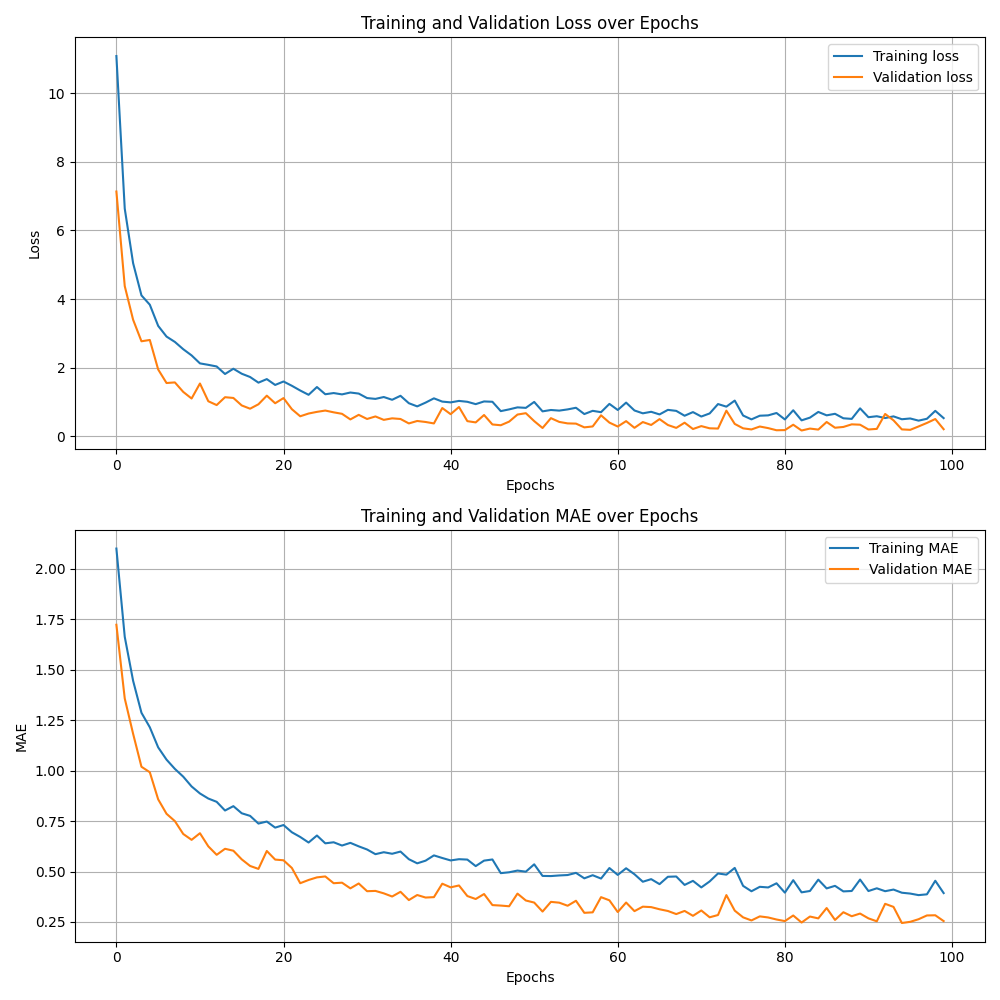 Training and Validation Loss over Epochs
Training loss
Validation loss
Loss
10
8
6
4
2
0
0 20 40 60 80 100
Epochs
Training and Validation MAE over Epochs
Training MAE
Validation MAE
MAE
2.00
1.75
1.50
1.25
1.00
0.75
0.50
0.25
0 20 40 60 80 100
Epochs